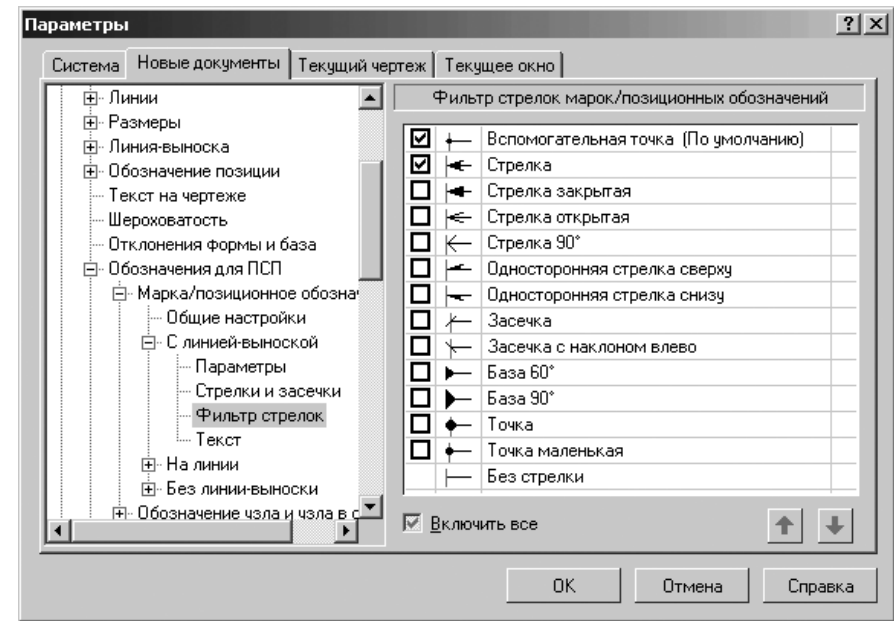 Параметры
Система Новые документы Текущий чертеж Текущее окно
Линии
Размеры
Линия-выноска
Обозначение позиции
Текст на чертеже
Шероховатость
Отклонения формы и база
Обозначения для ПСП
Марка/позиционное обозна
Общие настройки
С линией-выноской
Параметры
Стрелки и засечки
Фильтр стрелок
Текст
На линии
Без линии-выноски
Обозначение узла и узла в с
Фильтр стрелок марок/позиционных обозначений
Вспомогательная точка (По умолчанию)
Стрелка
Стрелка закрытая
Стрелка открытая
Стрелка 90°
Односторонняя стрелка сверху
Односторонняя стрелка снизу
Засечка
Засечка с наклоном влево
База 60°
База 90°
Точка
Точка маленькая
Без стрелки
Включить все
ОК Отмена Справка